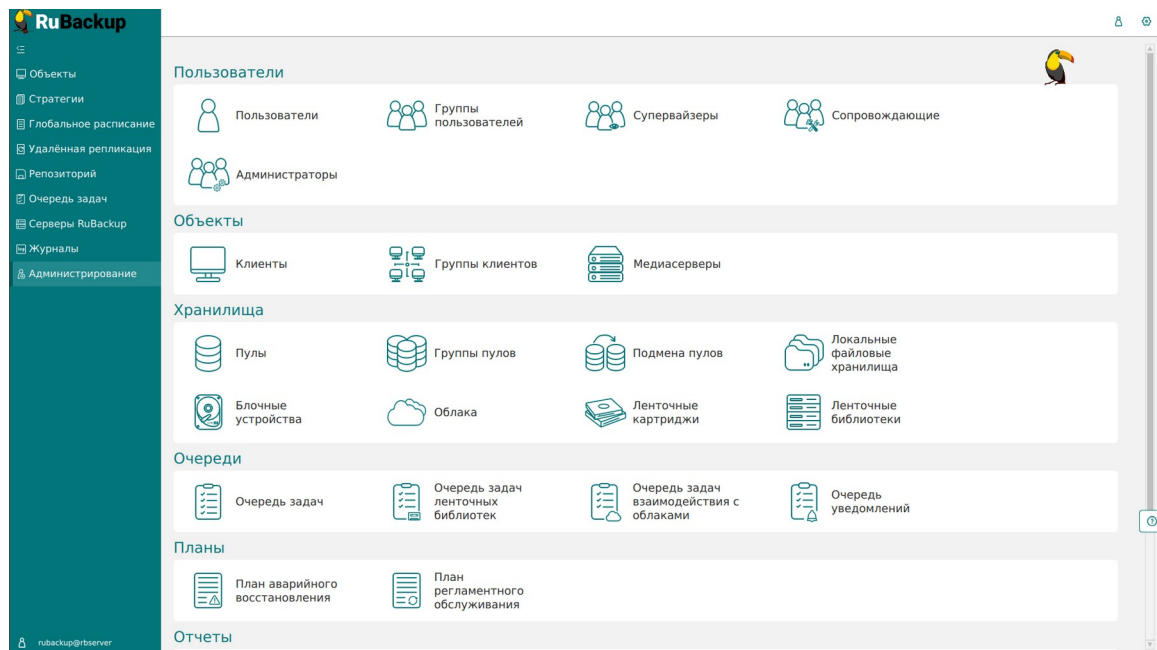 RuBackup
Объекты
Стратегии
Глобальное расписание
Удалённая репликация
Репозиторий
Очередь задач
Серверы RuBackup
Журналы
Администрирование
rubackup@rbserver
Пользователи
Пользователи
Группы
пользователей
Супервайзеры
Сопровождающие
Администраторы
Объекты
Клиенты
Группы клиентов
Медиасерверы
Хранилища
Пулы
Группы пулов
Подмена пулов
Локальные
файловые
хранилища
Блочные
устройства
Облака
Ленточные
картриджи
Ленточные
библиотеки
Очереди
Очередь задач
Очередь задач
ленточных
библиотек
Очередь задач
взаимодействия с
облаками
Очередь
уведомлений
Планы
План аварийного
восстановления
План
регламентного
обслуживания
Отчеты